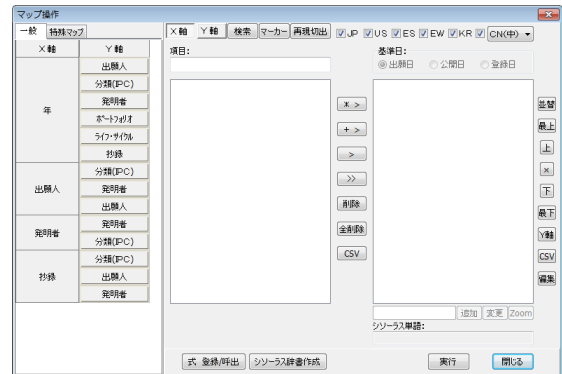 マップ操作
一般 特殊マップ
X軸 Y軸
年
出願人
分類(IPC)
発明者
ポートフォリオ
ライフ・サイクル
抄録
出願人
分類(IPC)
発明者
出願人
発明者
発明者
分類(IPC)
抄録
分類(IPC)
出願人
発明者
X軸 Y軸 検索 マーカー 再現切出 JP US ES EW KR CN(中)
項目:
基準日:
出願日 公開日 登録日
* >
+ >
>
>>
削除
全削除
CSV
並替
最上
上
×
下
最下
Y軸
CSV
編集
追加 変更 Zoom
シソーラス単語:
式 登録/呼出 シソーラス辞書作成 実行 閉じる